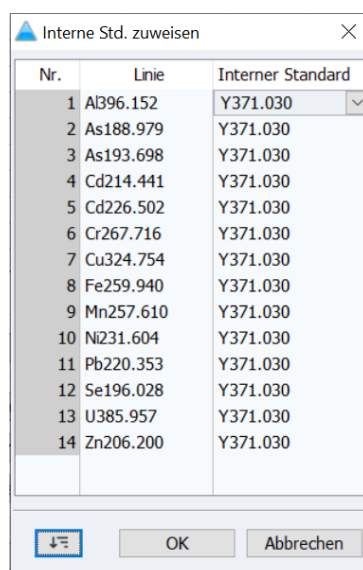 Interne Std. zuweisen
Nr. Linie Interner Standard
1 Al396.152 Y371.030
2 As188.979 Y371.030
3 As193.698 Y371.030
4 Cd214.441 Y371.030
5 Cd226.502 Y371.030
6 Cr267.716 Y371.030
7 Cu324.754 Y371.030
8 Fe259.940 Y371.030
9 Mn257.610 Y371.030
10 Ni231.604 Y371.030
11 Pb220.353 Y371.030
12 Se196.028 Y371.030
13 U385.957 Y371.030
14 Zn206.200 Y371.030
OK Abbrechen